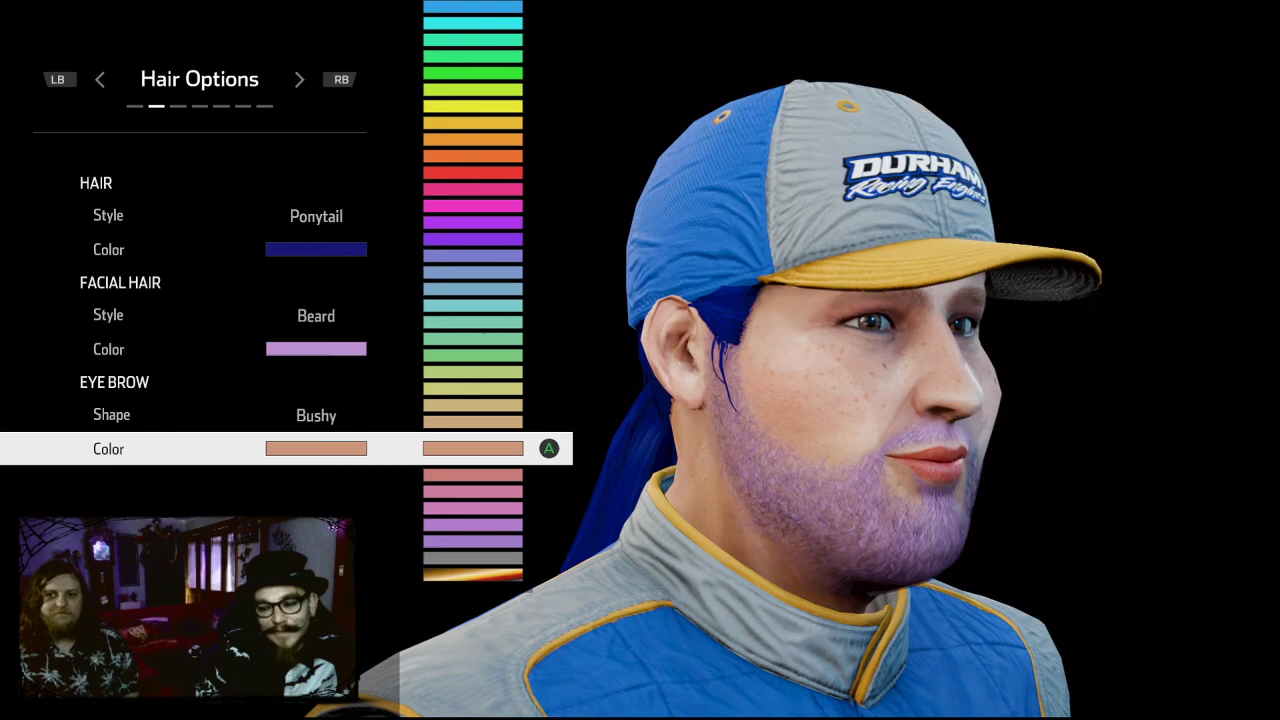 LB
Hair Options
RB
HAIR
Style Ponytail
Color
FACIAL HAIR
Style Beard
Color
EYE BROW
Shape Bushy
Color A
DURHAM
Racing Engines